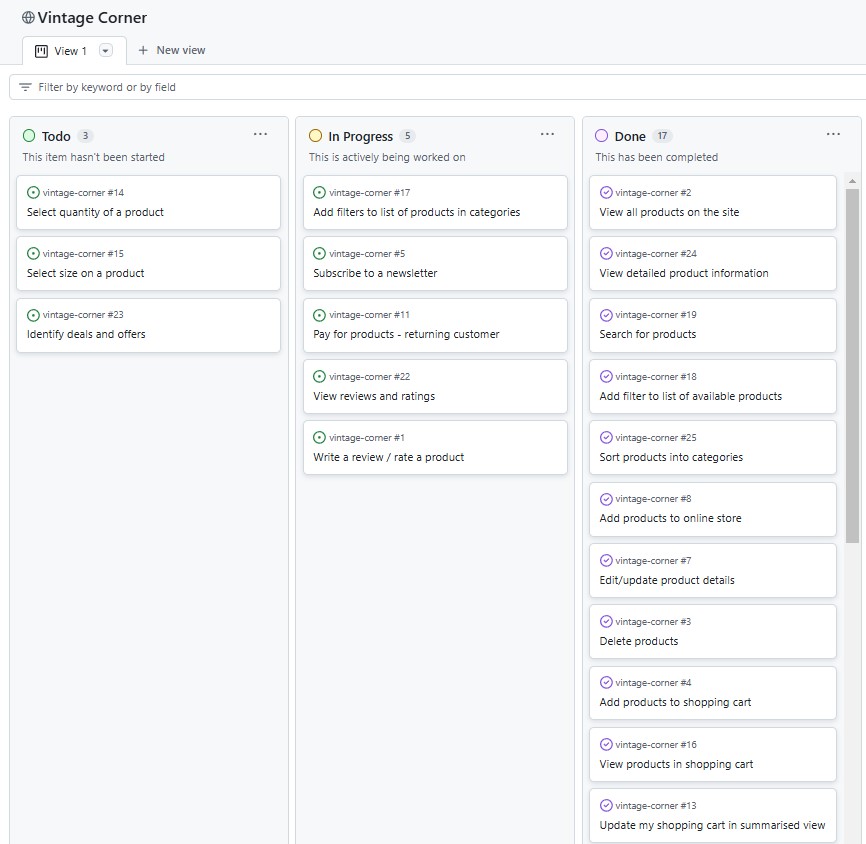 Vintage Corner
View 1
New view
Filter by keyword or by field
Todo 3
This item hasn't been started
vintage-corner #14
Select quantity of a product
vintage-corner #15
Select size on a product
vintage-corner #23
Identify deals and offers
In Progress 5
This is actively being worked on
vintage-corner #17
Add filters to list of products in categories
vintage-corner #5
Subscribe to a newsletter
vintage-corner #11
Pay for products - returning customer
vintage-corner #22
View reviews and ratings
vintage-corner #1
Write a review / rate a product
Done 17
This has been completed
vintage-corner #2
View all products on the site
vintage-corner #24
View detailed product information
vintage-corner #19
Search for products
vintage-corner #18
Add filter to list of available products
vintage-corner #25
Sort products into categories
vintage-corner #8
Add products to online store
vintage-corner #7
Edit/update product details
vintage-corner #3
Delete products
vintage-corner #4
Add products to shopping cart
vintage-corner #16
View products in shopping cart
vintage-corner #13
Update my shopping cart in summarised view